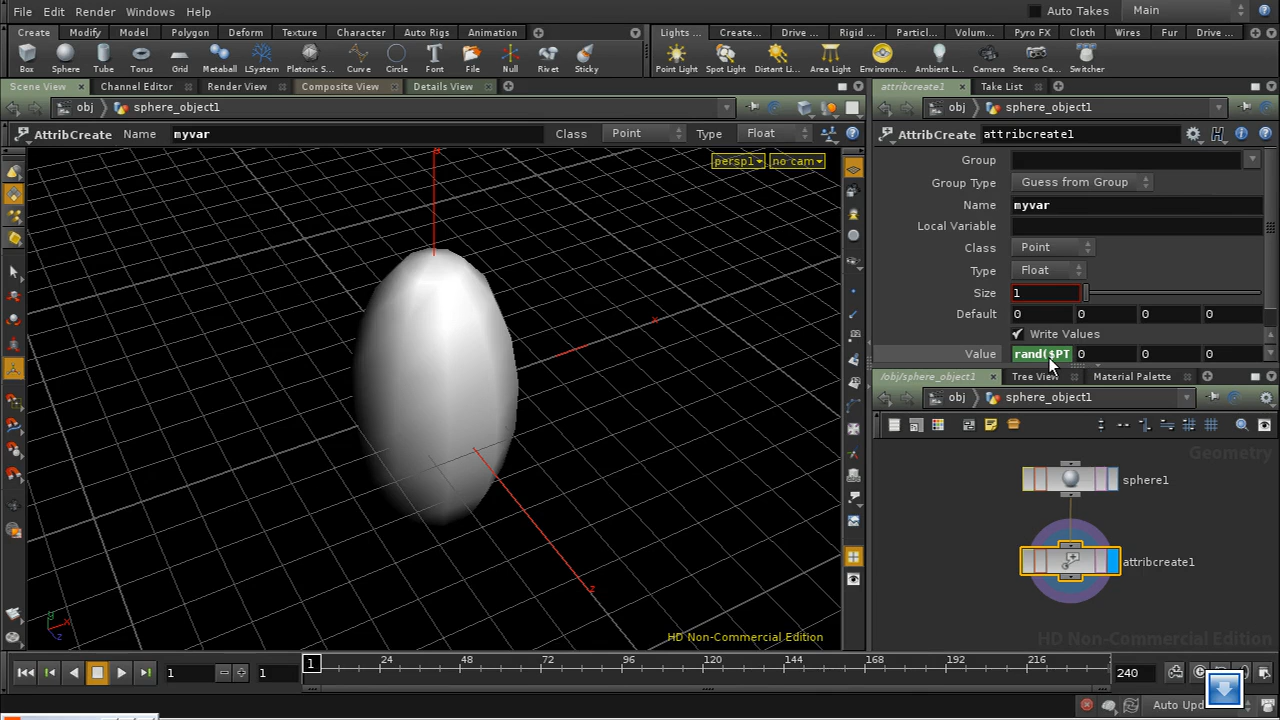 File Edit Render Windows Help Auto Takes Main
Create Modify Model Polygon Deform Texture Character Auto Rigs Animation Lights ... Create... Drive ... Rigid ... Particl... Volum... Pyro FX Cloth Wires Fur Drive ...
Box Sphere Tube Torus Grid Metaball LSystem Platonic S... Curve Circle Font File Null Rivet Sticky Point Light Spot Light Distant Li... Area Light Environm... Ambient L... Camera Stereo Ca... Switcher
Scene View Channel Editor Render View Composite View Details View attribcreate1 Take List
obj sphere_object1 obj sphere_object1
AttribCreate Name myvar Class Point Type Float AttribCreate attribcreate1
persp1 no cam
Group
Group Type Guess from Group
Name myvar
Local Variable
Class Point
Type Float
Size 1
Default 0 0 0 0
Write Values
Value rand($PT 0 0 0
/obj/sphere_object1 Tree View Material Palette
obj sphere_object1
Geometry
sphere1
attribcreate1
x
z
y
x
z
HD Non-Commercial Edition HD Non-Commercial Edition
1 1 1 24 48 72 96 120 144 168 192 216 240
Auto Upd